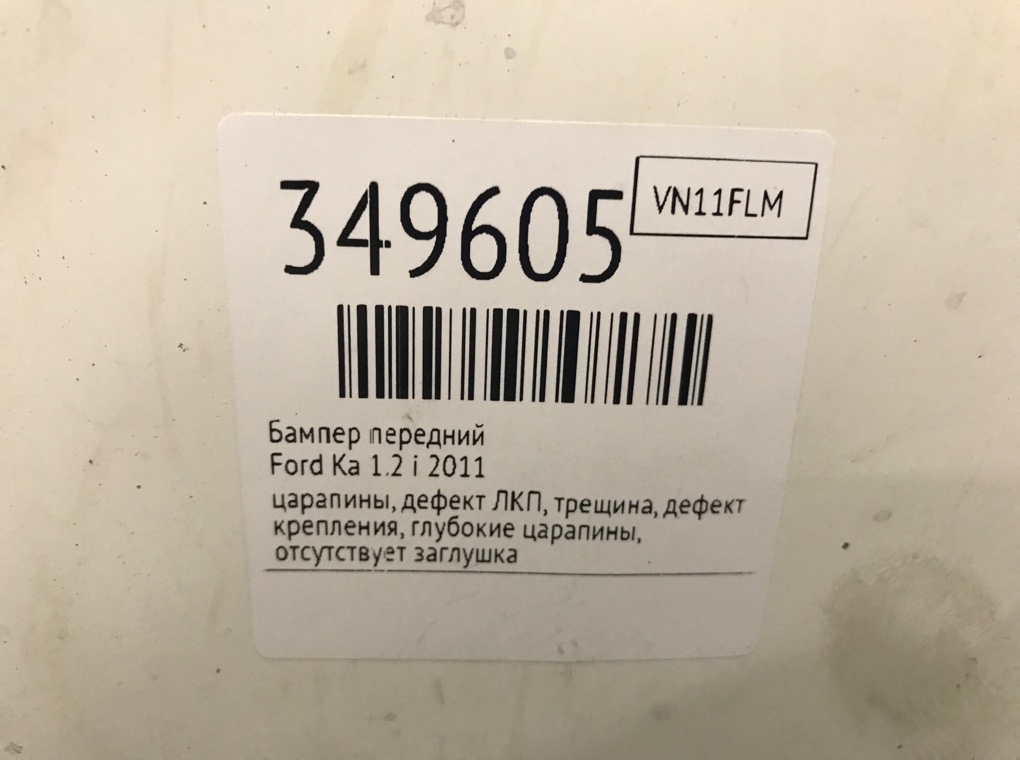 349605
VN11FLM
Бампер передний
Ford Ka 1.2 i 2011
царапины, дефект ЛКП, трещина, дефект
крепления, глубокие царапины,
отсутствует заглушка